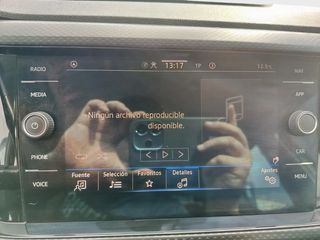 RADIO
13:17 TP
NAV
MEDIA
APP
Ningún archivo reproducible
disponible.
PHONE
CAR
VOICE
Fuente Selección Favoritos Detalles
Ajustes
MENU